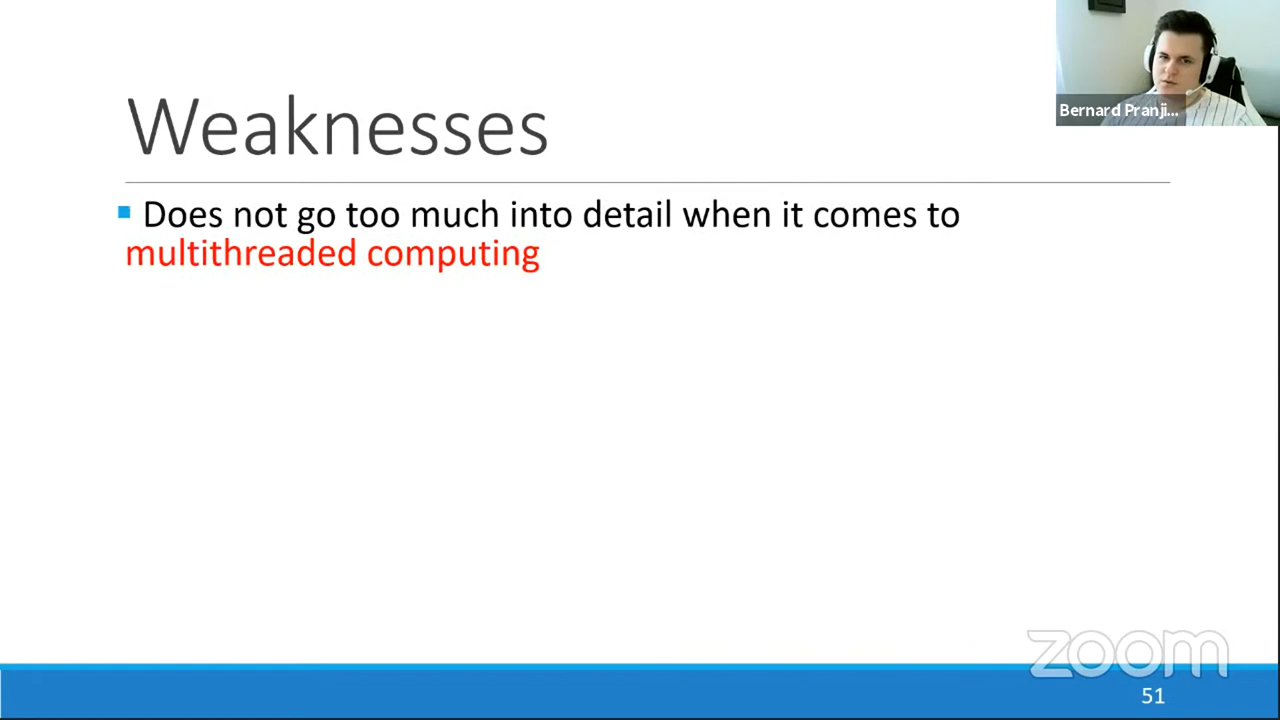 Bernard Pranji...
Weaknesses
Does not go too much into detail when it comes to
multithreaded computing
zoom
51